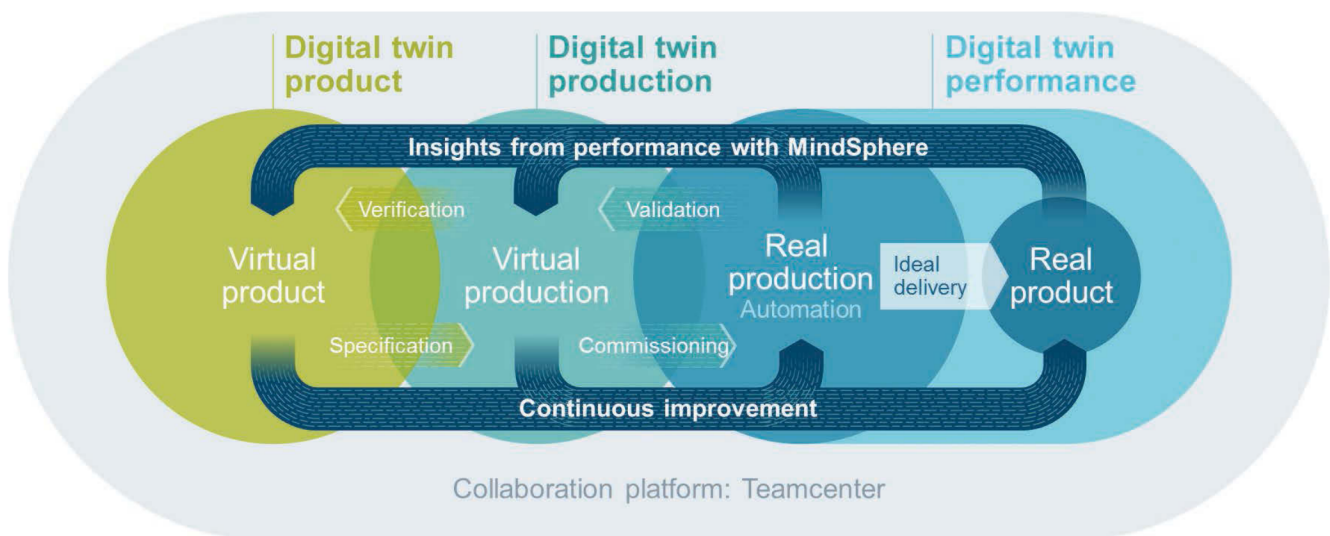 Digital twin
product
Digital twin
production
Digital twin
performance
Insights from performance with MindSphere
Verification
Validation
Virtual
product
Virtual
production
Real
production
Automation
Ideal
delivery
Real
product
Specification
Commissioning
Continuous improvement
Collaboration platform: Teamcenter